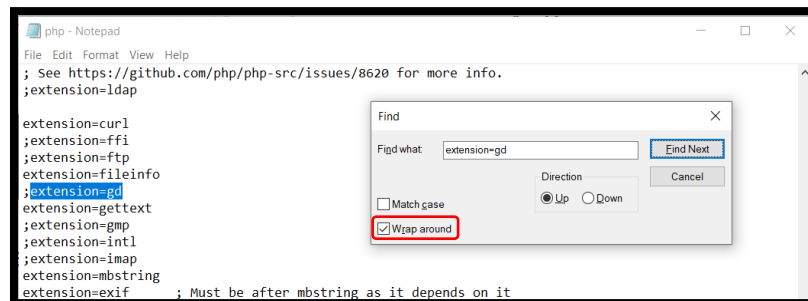 php - Notepad
File Edit Format View Help
; See https://github.com/php/php-src/issues/8620 for more info.
;extension=ldap
extension=curl
;extension=ffi
;extension=ftp
extension=fileinfo
;extension=gd
extension=gettext
;extension=gmp
;extension=intl
;extension=imap
extension=mbstring
extension=exif ; Must be after mbstring as it depends on it
Find
Find what: extension=gd
Find Next
Direction
Cancel
Up Down
Match case
Wrap around